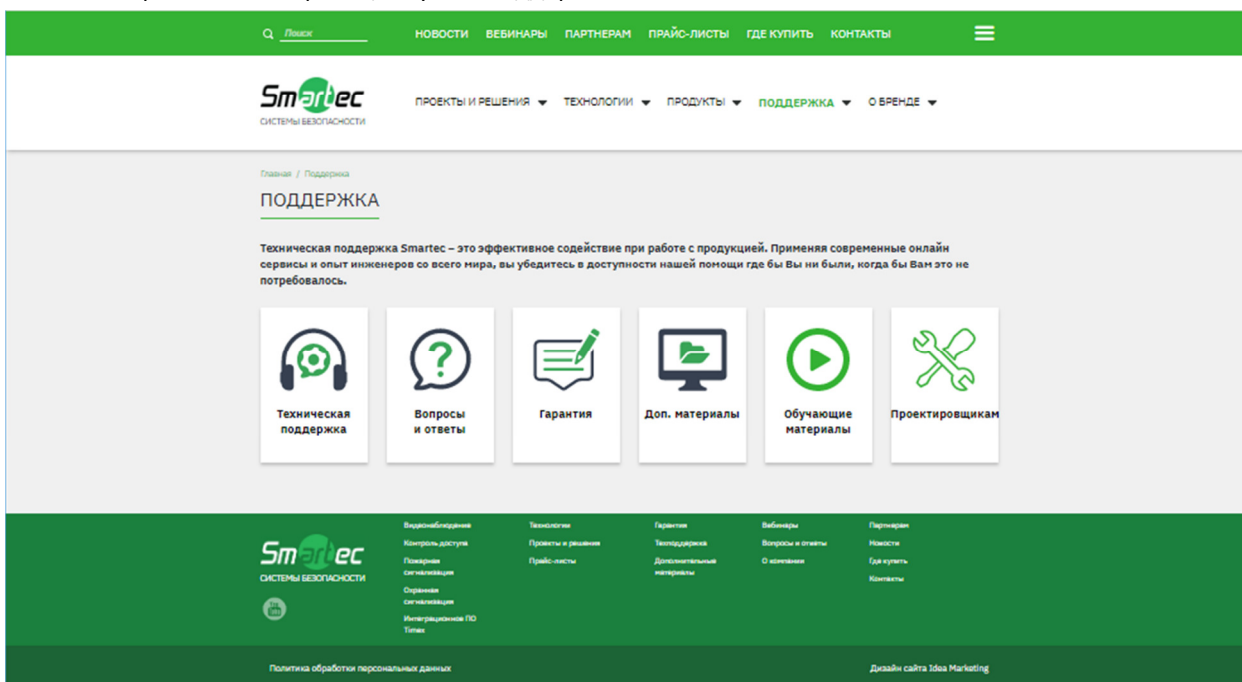 Поиск
НОВОСТИ ВЕБИНАРЫ ПАРТНЕРАМ ПРАЙС-ЛИСТЫ ГДЕ КУПИТЬ КОНТАКТЫ
Smartec
СИСТЕМЫ БЕЗОПАСНОСТИ
ПРОЕКТЫ И РЕШЕНИЯ ТЕХНОЛОГИИ ПРОДУКТЫ ПОДДЕРЖКА О БРЕНДЕ
Главная / Поддержка
ПОДДЕРЖКА
Техническая поддержка Smartec – это эффективное содействие при работе с продукцией. Применяя современные онлайн
сервисы и опыт инженеров со всего мира, вы убедитесь в доступности нашей помощи где бы Вы ни были, когда бы Вам это не
потребовалось.
Техническая
поддержка
Вопросы
и ответы
Гарантия
Доп. материалы
Обучающие
материалы
Проектировщикам
Smartec
СИСТЕМЫ БЕЗОПАСНОСТИ
You
Tube
Видеонаблюдение
Контроль доступа
Пожарная
сигнализация
Охранная
сигнализация
Интеграционное ПО
Timex
Технологии
Проекты и решения
Прайс-листы
Гарантия
Техподдержка
Дополнительные
материалы
Вебинары
Вопросы и ответы
О компании
Партнерам
Новости
Где купить
Контакты
Политика обработки персональных данных
Дизайн сайта Idea Marketing